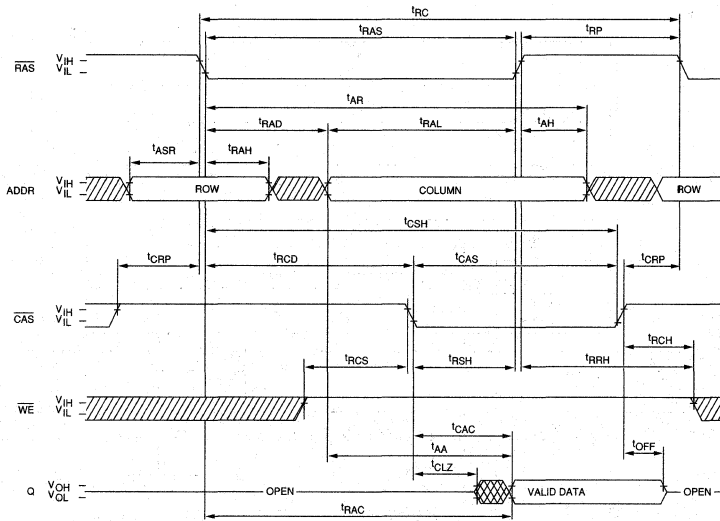 tRC
tRAS
tRP
RAS
VIH
VIL
tAR
tRAD
tRAL
tAH
tASR
tRAH
ADDR
VIH
VIL
ROW
COLUMN
ROW
tCSH
tCRP
tRCD
tCAS
tCRP
CAS
VIH
VIL
tRCH
tRCS
tRSH
tRRH
WE
VIH
VIL
tCAC
tAA
tOFF
tCLZ
Q
VOH
VOL
OPEN
VALID DATA
OPEN
tRAC